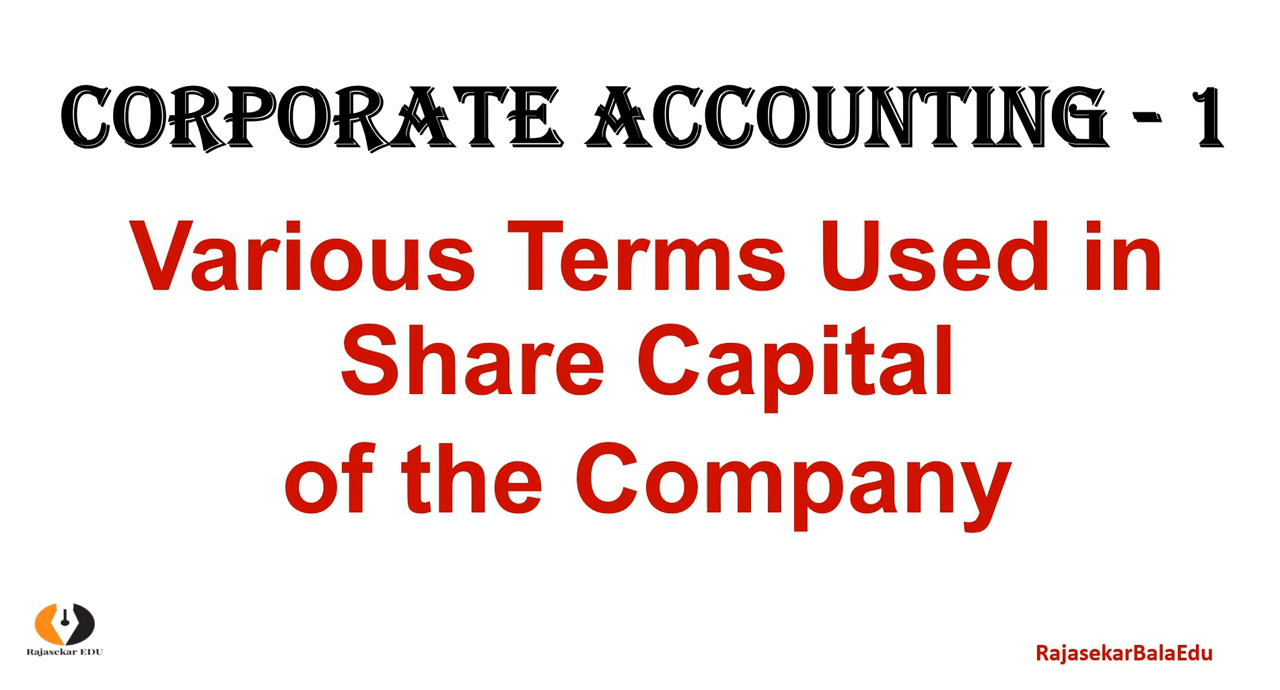 CORPORATE ACCOUNTING - 1
Various Terms Used in
Share Capital
of the Company
Rajasekar EDU
RajasekarBalaEdu